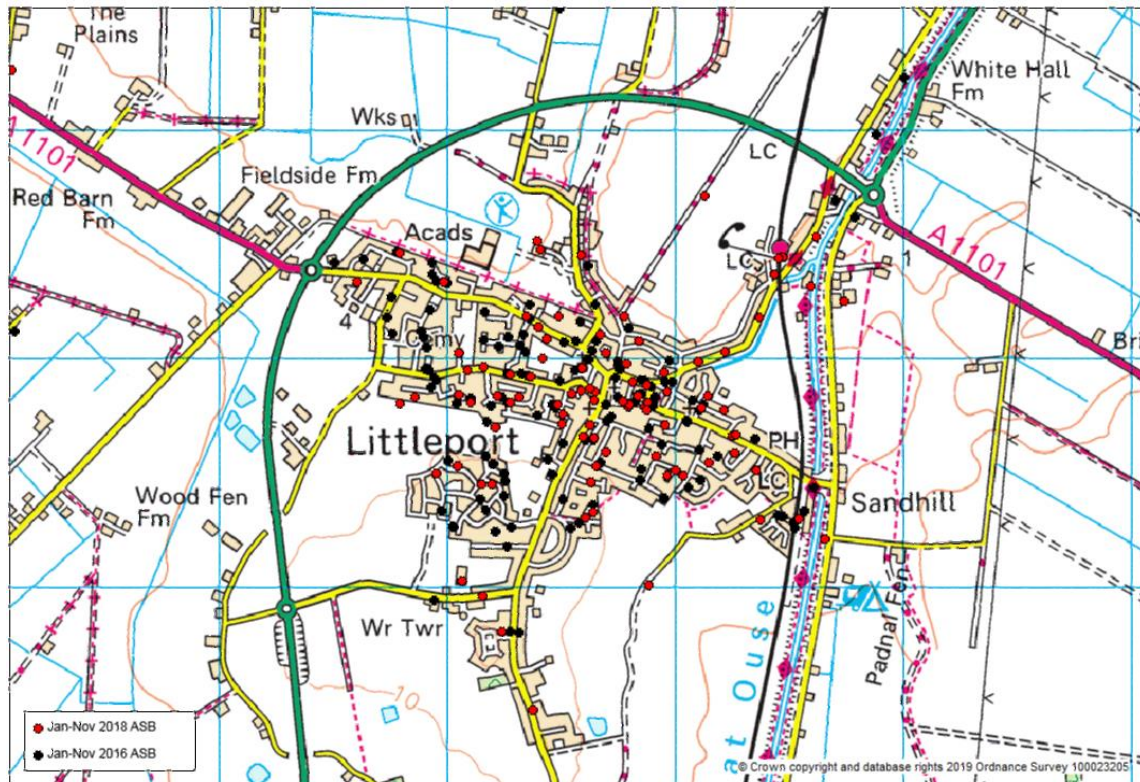 The
Plains
A1101
Wks
LC
White Hall
Fm
Fieldside Fm
Red Barn
Fm
Acads
LC
1
A1101
4
Cemy
Littleport
PH
LC
Wood Fen
Fm
Sandhill
Wr Twr
Padnal Fen
at Ouse
10
Jan-Nov 2018 ASB
Jan-Nov 2016 ASB
© Crown copyright and database rights 2019 Ordnance Survey 100023205